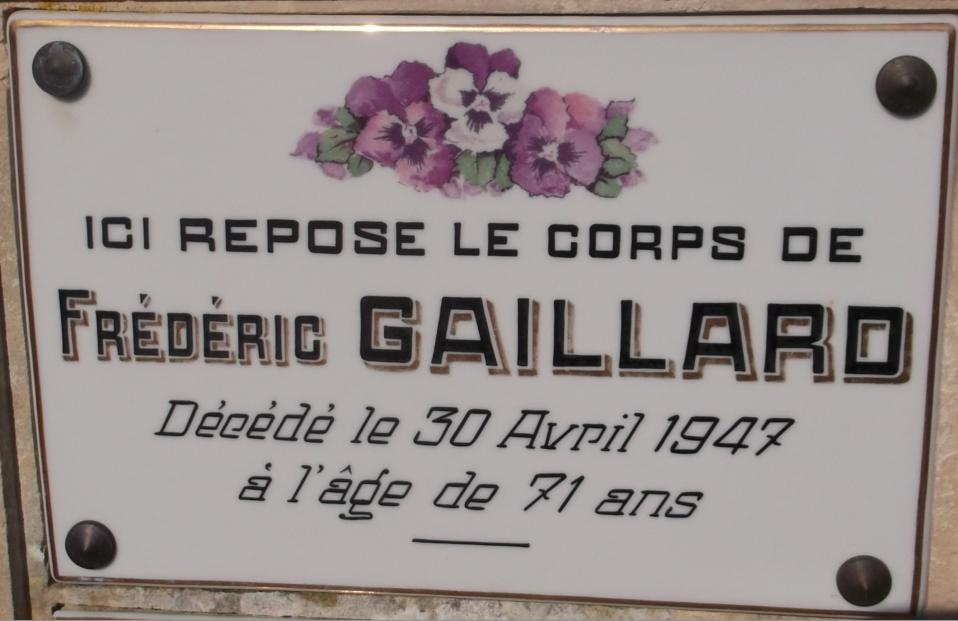 ICI REPOSE LE CORPS DE
FRÉDÉRIC GAILLARD
Décédé le 30 Avril 1947
à l'âge de 71 ans